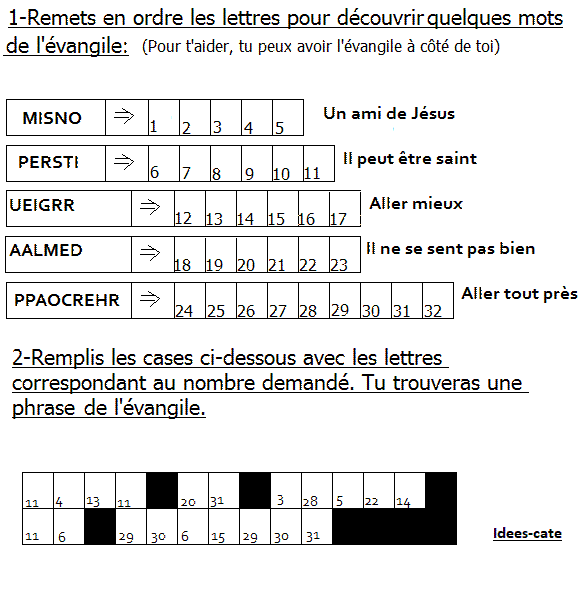 1-Remets en ordre les lettres pour découvrir quelques mots
de l'évangile: (Pour t'aider, tu peux avoir l'évangile à côté de toi)
MISNO ⇒ 1 2 3 4 5 Un ami de Jésus
PERSTI ⇒ 6 7 8 9 10 11 Il peut être saint
UEIGRR ⇒ 12 13 14 15 16 17 Aller mieux
AALMED ⇒ 18 19 20 21 22 23 Il ne se sent pas bien
PPAOCREHR ⇒ 24 25 26 27 28 29 30 31 32 Aller tout près
2-Remplis les cases ci-dessous avec les lettres
correspondant au nombre demandé. Tu trouveras une
phrase de l'évangile.
11 4 13 11 20 31 3 28 5 22 14
11 6 29 30 6 15 29 30 31
Idees-cate